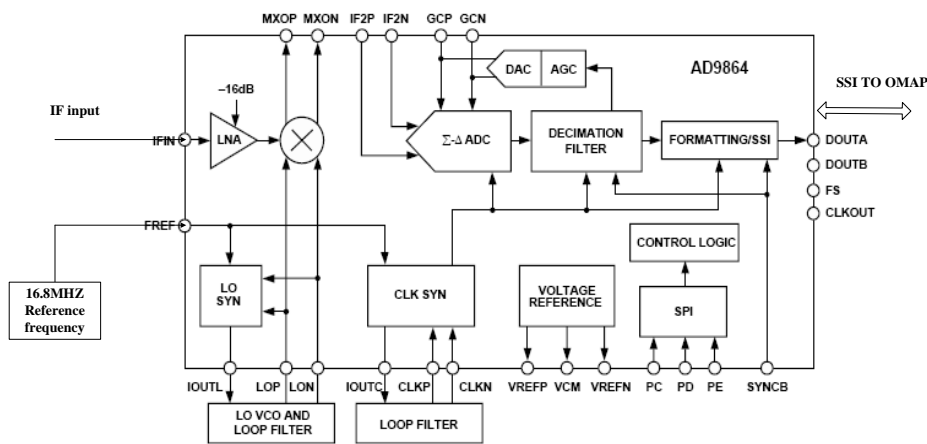 MXOP MXON IF2P IF2N GCP GCN
DAC AGC
AD9864
SSI TO OMAP
–16dB
IF input
IFIN
LNA
Σ-Δ ADC
DECIMATION
FILTER
FORMATTING/SSI
DOUTA
DOUTB
FS
CLKOUT
FREF
CONTROL LOGIC
16.8MHZ
Reference
frequency
LO
SYN
CLK SYN
VOLTAGE
REFERENCE
SPI
IOUTL LOP LON IOUTC CLKP CLKN VREFP VCM VREFN PC PD PE SYNCB
LO VCO AND
LOOP FILTER
LOOP FILTER